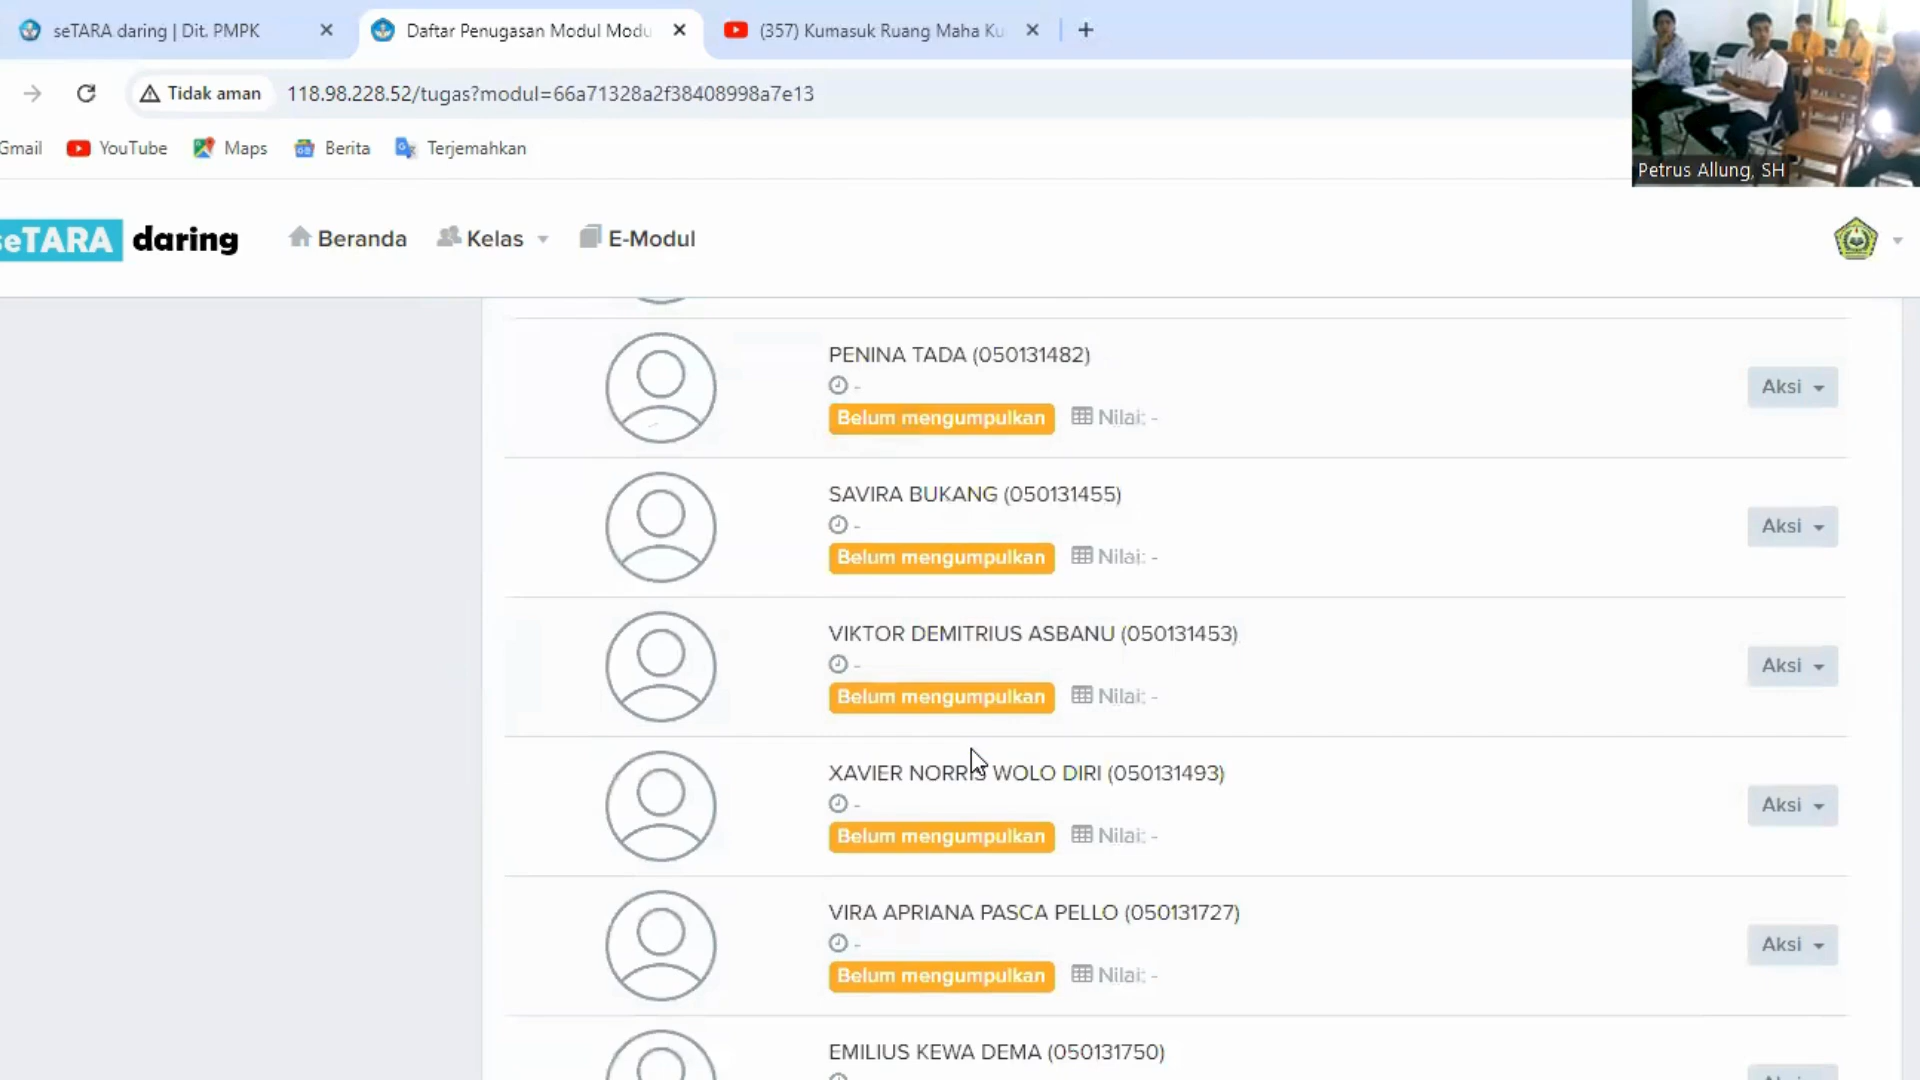 seTARA daring | Dit. PMPK
Daftar Penugasan Modul Modu
(357) Kumasuk Ruang Maha Ku
Tidak aman
118.98.228.52/tugas?modul=66a71328a2f38408998a7e13
Gmail
YouTube
Maps
Berita
Terjemahkan
Petrus Allung, SH
seTARA daring
Beranda
Kelas
E-Modul
PENINA TADA (050131482)
-
Belum mengumpulkan
Nilai: -
Aksi
SAVIRA BUKANG (050131455)
-
Belum mengumpulkan
Nilai: -
Aksi
VIKTOR DEMITRIUS ASBANU (050131453)
-
Belum mengumpulkan
Nilai: -
Aksi
XAVIER NORRIS WOLO DIRI (050131493)
-
Belum mengumpulkan
Nilai: -
Aksi
VIRA APRIANA PASCA PELLO (050131727)
-
Belum mengumpulkan
Nilai: -
Aksi
EMILIUS KEWA DEMA (050131750)